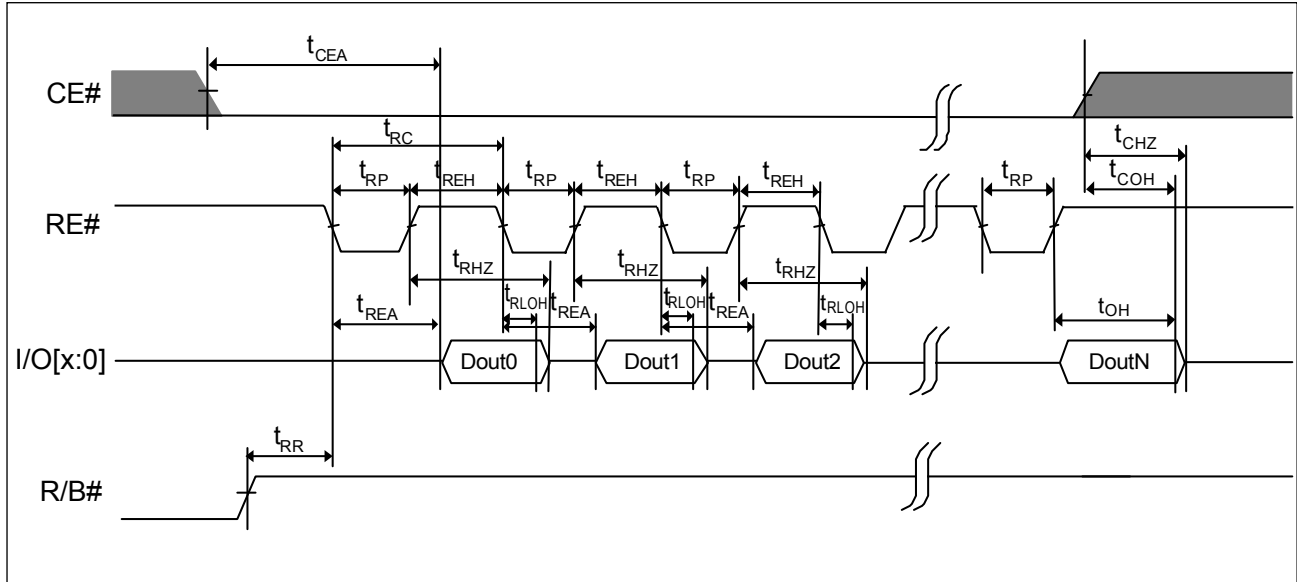 tCEA
CE#
tCHZ
tRC
tRP tREH tRP tREH tRP tREH tRP tCOH
RE#
tRHZ tRHZ tRHZ
tREA tRLOH tREA tRLOH tREA tRLOH tOH
I/O[x:0] Dout0 Dout1 Dout2 DoutN
tRR
R/B#